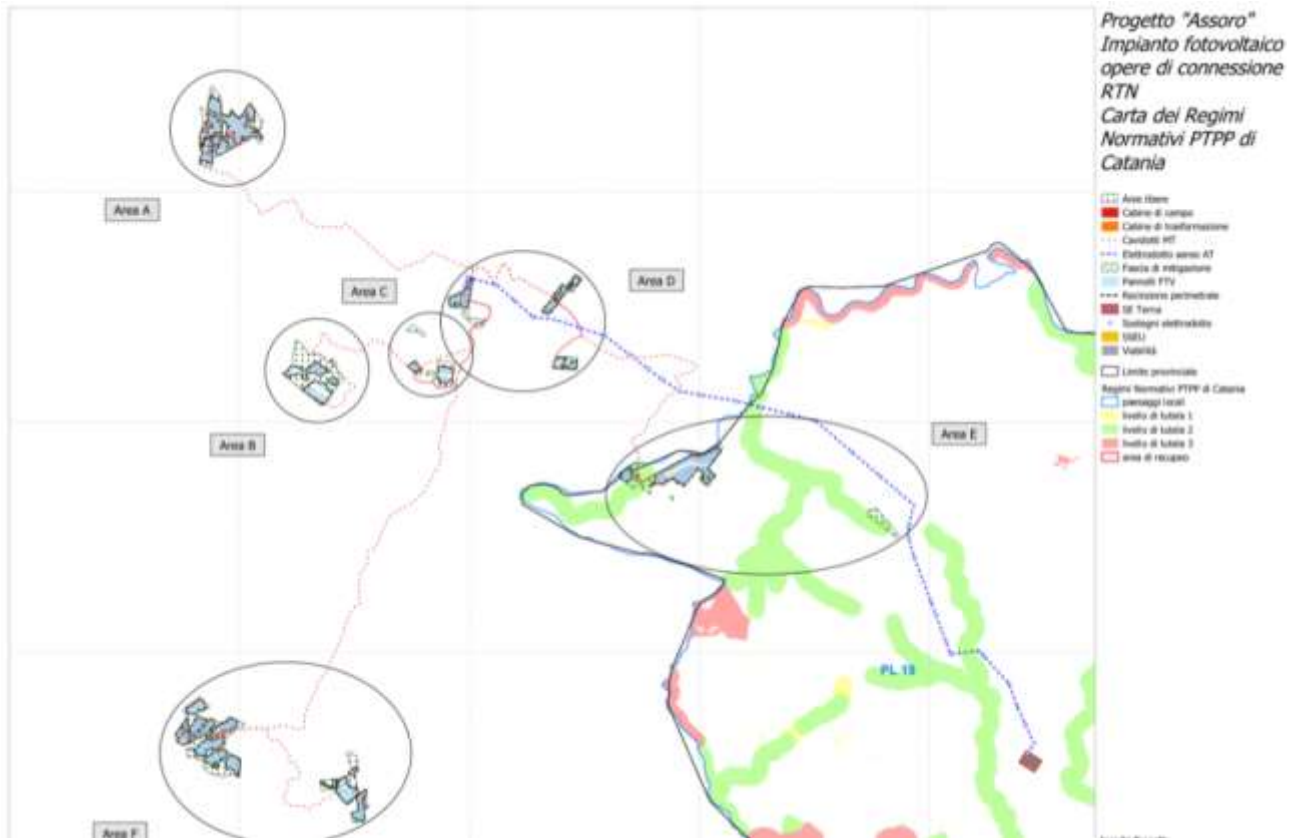 Progetto "Assoro"
Impianto fotovoltaico
opere di connessione
RTN
Carta dei Regimi
Normativi PTPP di
Catania
Aree libere
Cabine di campo
Cabine di trasformazione
Cavidotti MT
Elettrodotto aereo AT
Fascia di mitigazione
Pannelli FTV
Recinzione perimetrale
SE Terna
Sostegni elettrodotto
SSEU
Viabilità
Limite provinciale
Regimi Normativi PTPP di Catania
paesaggi locali
livello di tutela 1
livello di tutela 2
livello di tutela 3
area di recupero
Area A
Area C
Area D
Area B
Area E
PL 18
Area F